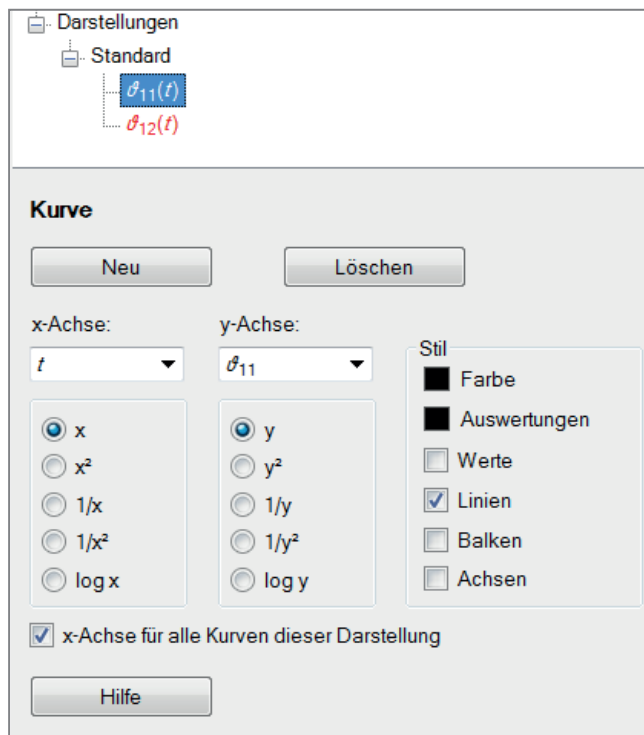 Darstellungen
Standard
ϑ₁₁(t)
ϑ₁₂(t)
Kurve
Neu Löschen
x-Achse: y-Achse:
t ϑ₁₁
Stil
Farbe
Auswertungen
Werte
Linien
Balken
Achsen
x
x²
1/x
1/x²
log x
y
y²
1/y
1/y²
log y
x-Achse für alle Kurven dieser Darstellung
Hilfe